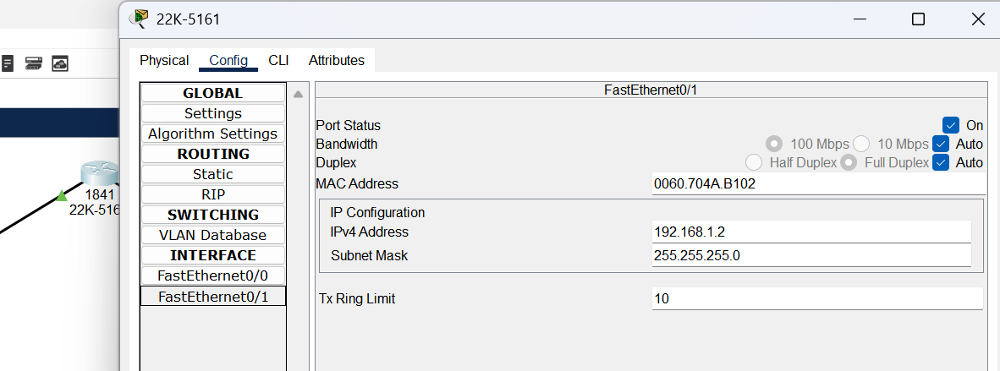 22K-5161
Physical Config CLI Attributes
GLOBAL
Settings
Algorithm Settings
ROUTING
Static
RIP
SWITCHING
VLAN Database
INTERFACE
FastEthernet0/0
FastEthernet0/1
FastEthernet0/1
Port Status On
Bandwidth 100 Mbps 10 Mbps Auto
Duplex Half Duplex Full Duplex Auto
MAC Address 0060.704A.B102
IP Configuration
IPv4 Address 192.168.1.2
Subnet Mask 255.255.255.0
Tx Ring Limit 10
1841
22K-516